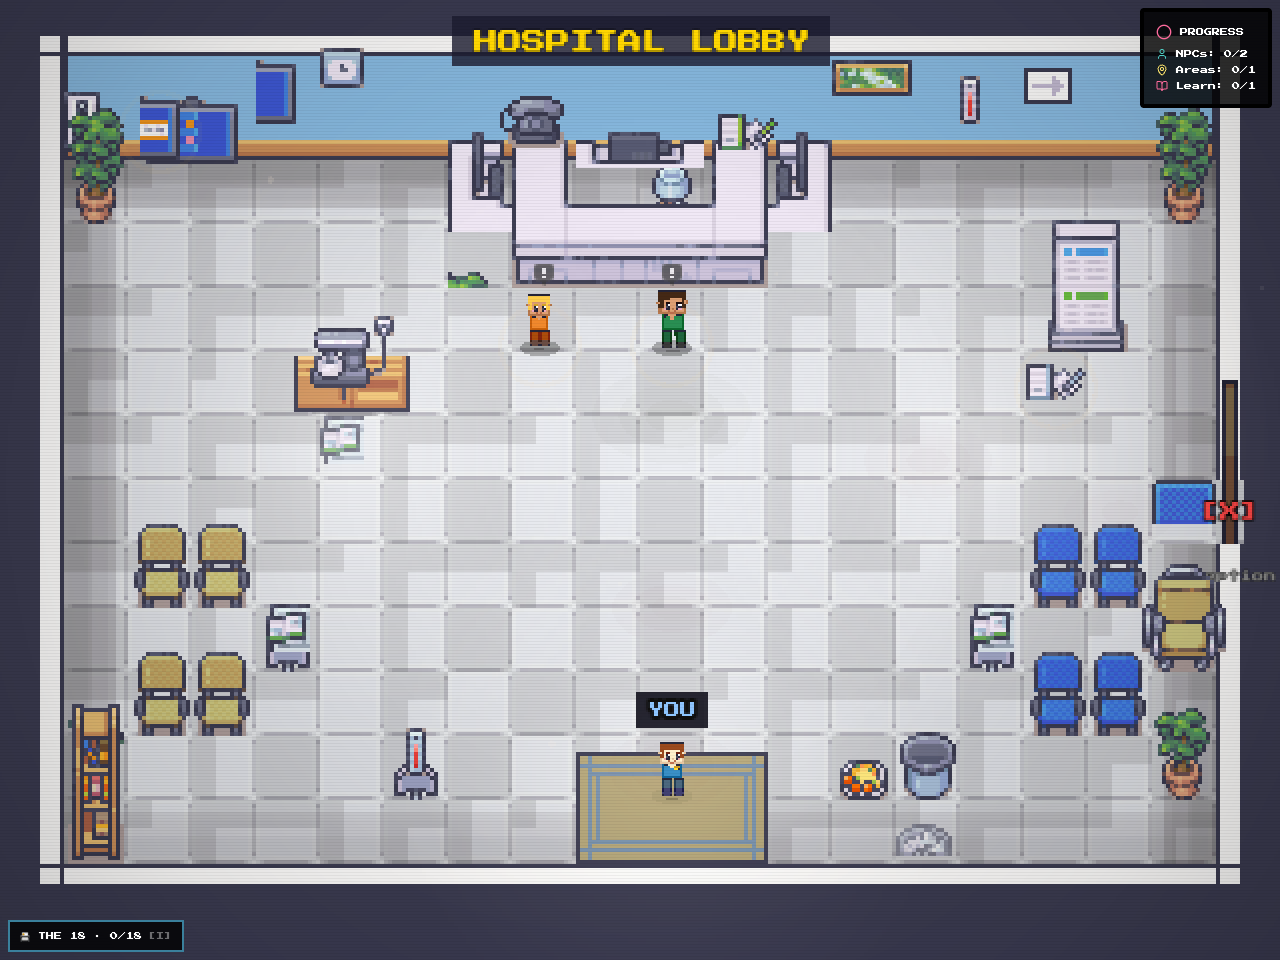 HOSPITAL LOBBY
PROGRESS
NPCs: 0/2
Areas: 0/1
Learn: 0/1
[X]
YOU
THE 18 · 0/18 [I]